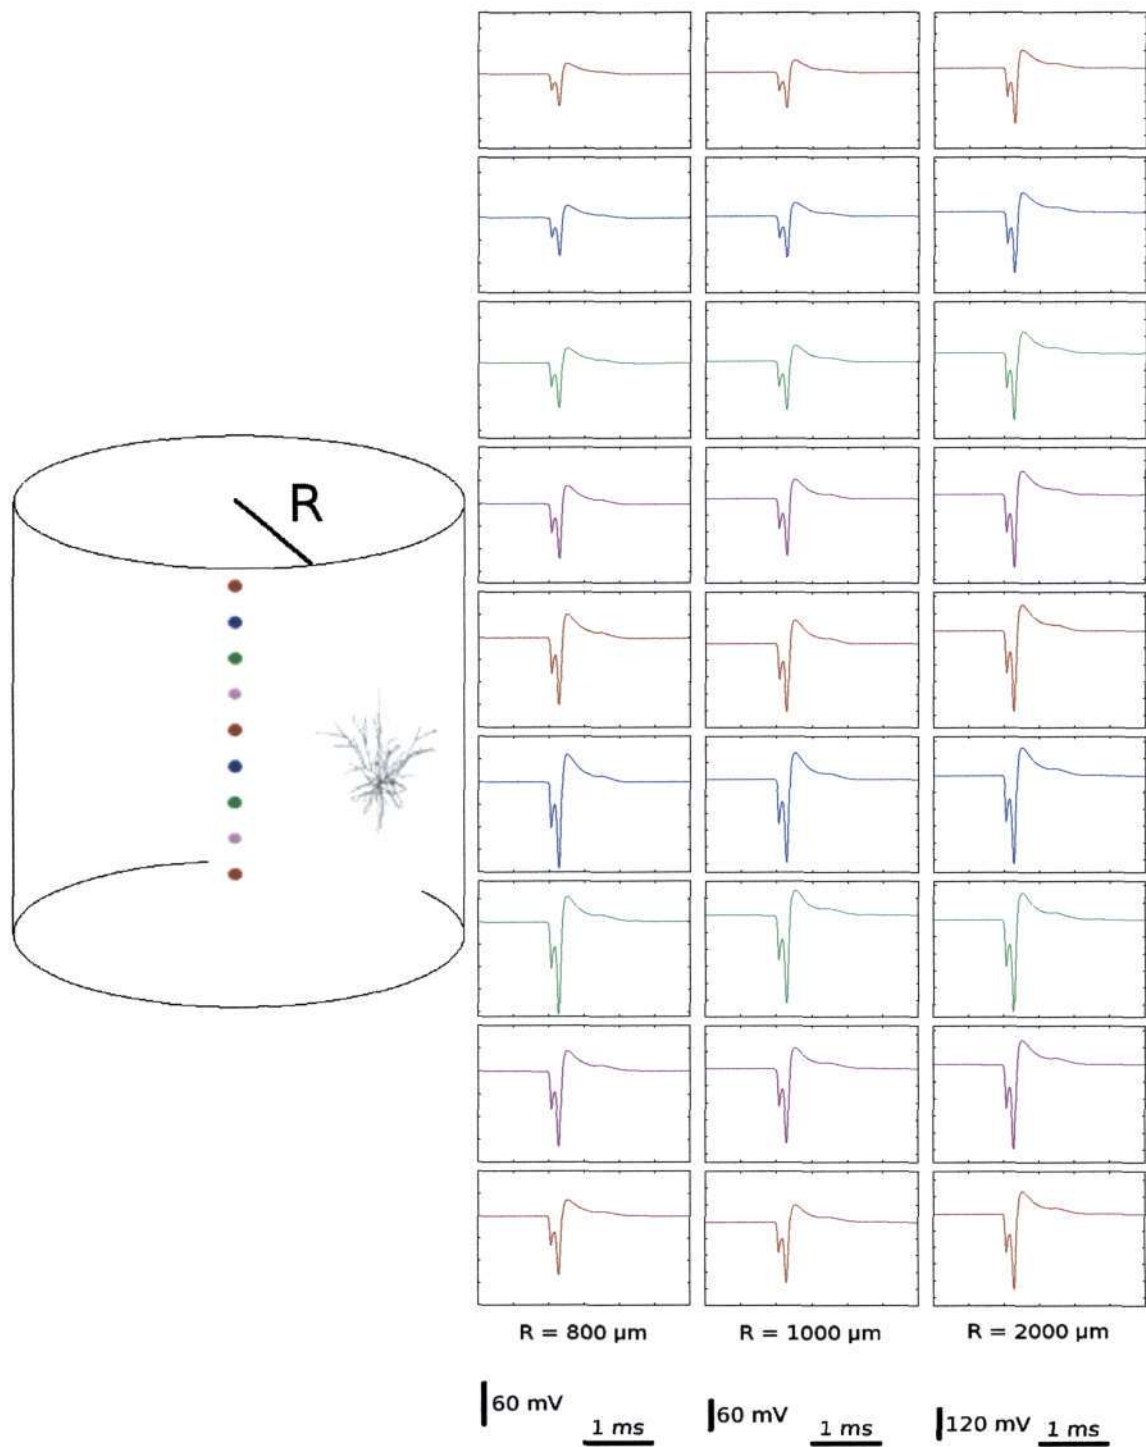 R
R = 800 µm
R = 1000 µm
R = 2000 µm
60 mV
1 ms
60 mV
1 ms
120 mV
1 ms